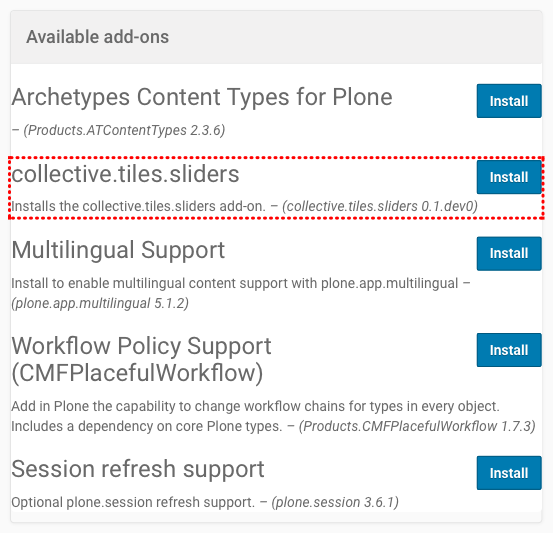 Available add-ons
Archetypes Content Types for Plone
Install
– (Products.ATContentTypes 2.3.6)
collective.tiles.sliders
Install
Installs the collective.tiles.sliders add-on. – (collective.tiles.sliders 0.1.dev0)
Multilingual Support
Install
Install to enable multilingual content support with plone.app.multilingual –
(plone.app.multilingual 5.1.2)
Workflow Policy Support
(CMFPlacefulWorkflow)
Install
Add in Plone the capability to change workflow chains for types in every object.
Includes a dependency on core Plone types. – (Products.CMFPlacefulWorkflow 1.7.3)
Session refresh support
Install
Optional plone.session refresh support. – (plone.session 3.6.1)